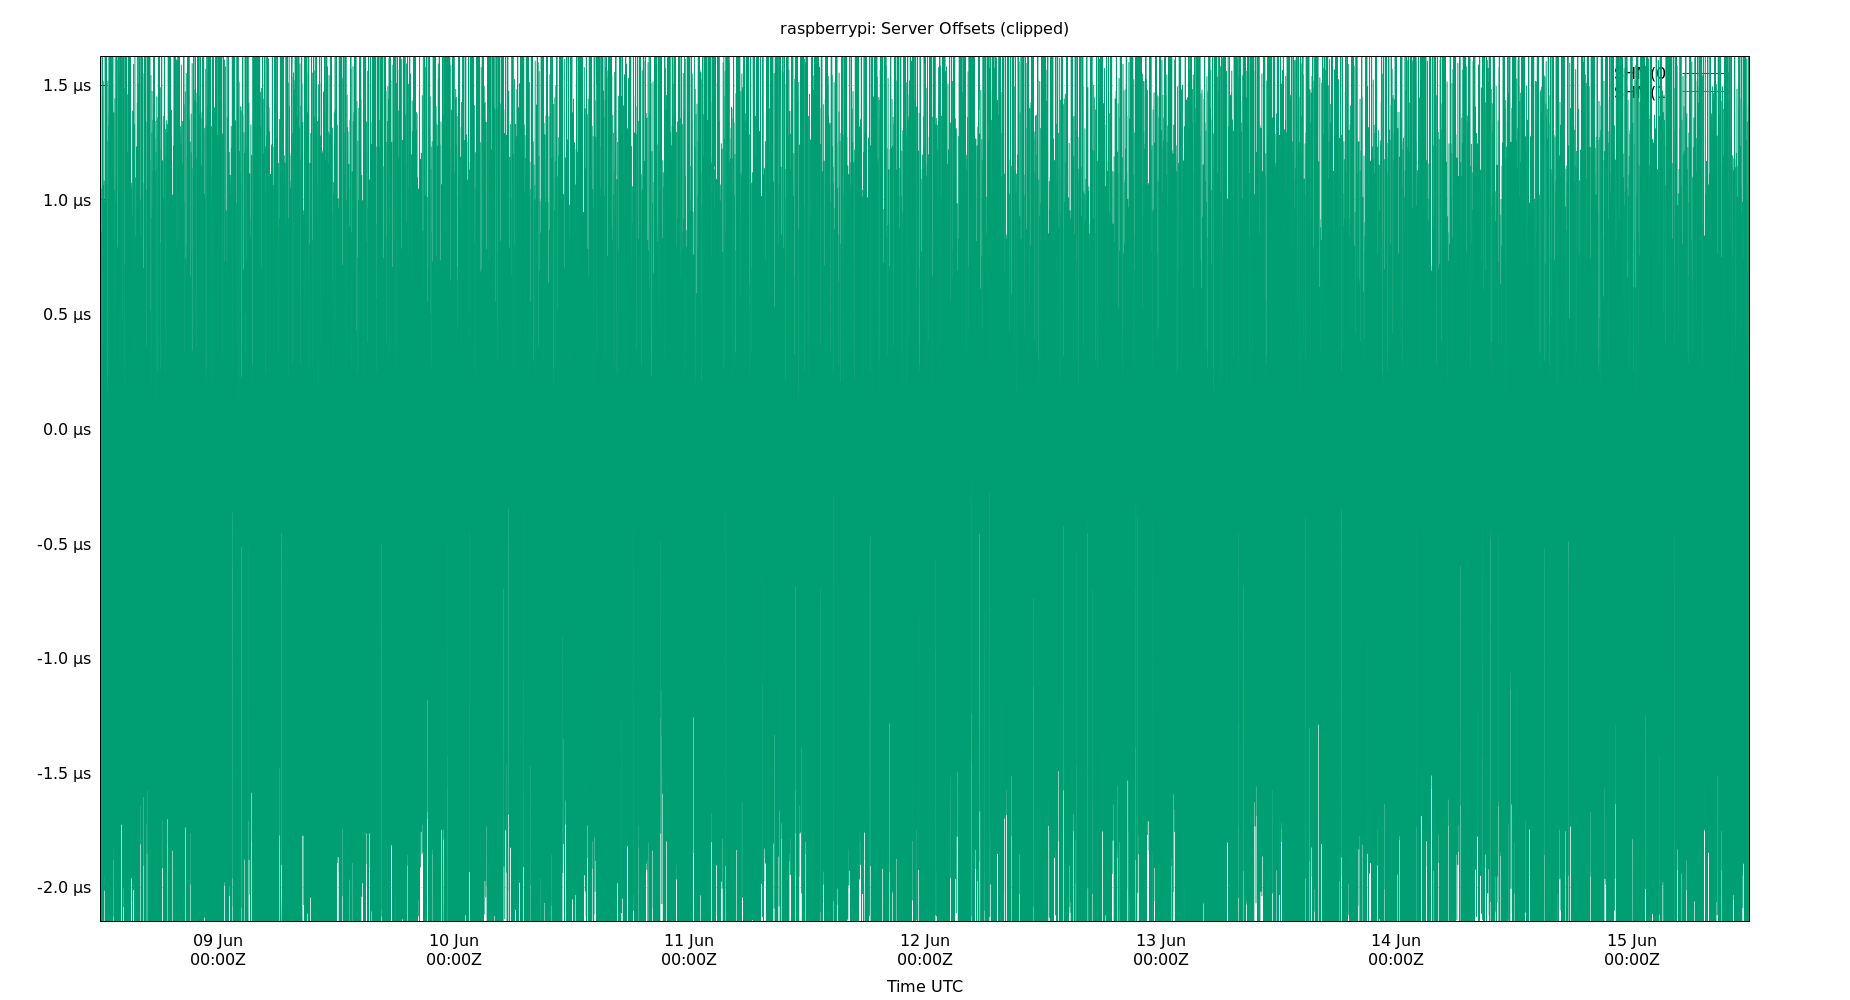 raspberrypi: Server Offsets (clipped)
1.5 µs
1.0 µs
0.5 µs
0.0 µs
-0.5 µs
-1.0 µs
-1.5 µs
-2.0 µs
09 Jun
00:00Z
10 Jun
00:00Z
11 Jun
00:00Z
12 Jun
00:00Z
13 Jun
00:00Z
14 Jun
00:00Z
15 Jun
00:00Z
Time UTC